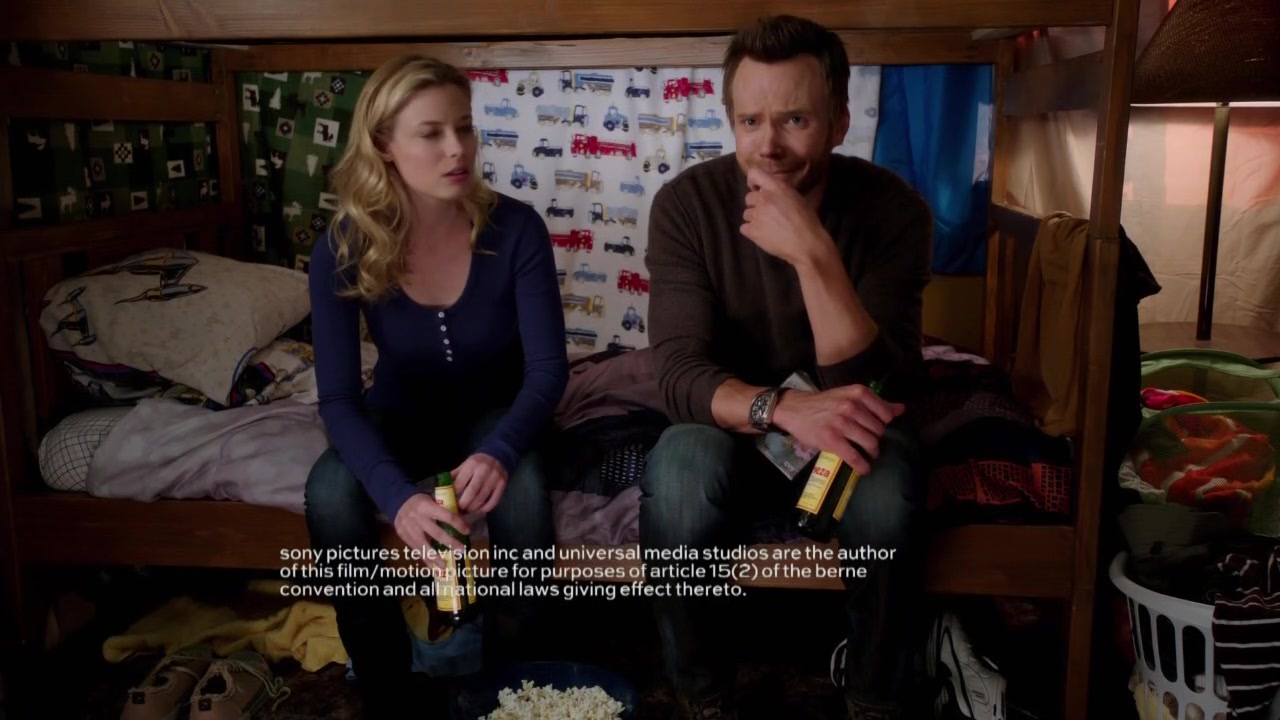 sony pictures television inc and universal media studios are the author
of this film/motion picture for purposes of article 15(2) of the berne
convention and all national laws giving effect thereto.